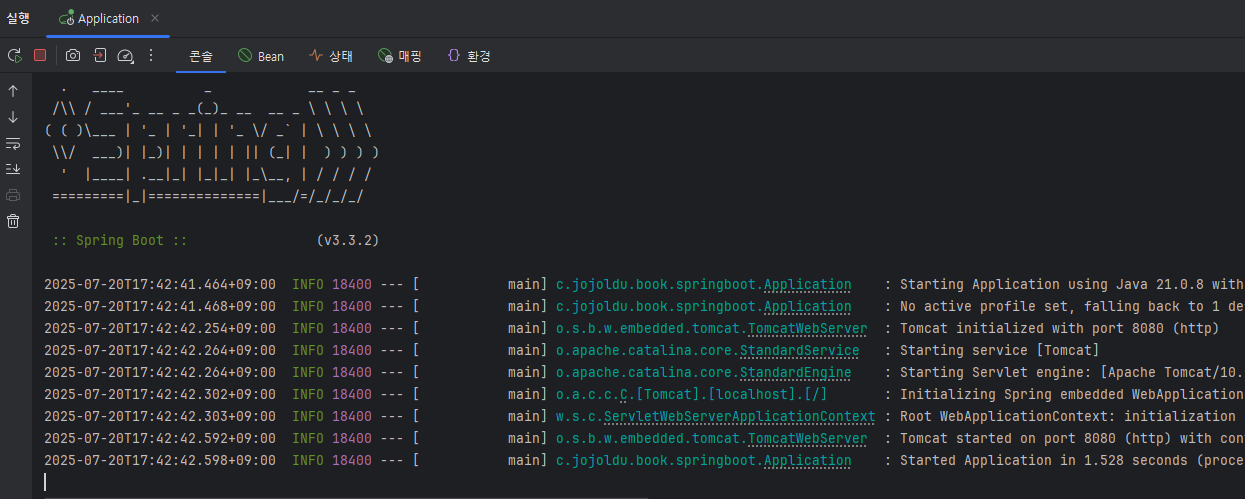 실행 Application
콘솔 Bean 상태 매핑 {} 환경
  .   ____          _            __ _ _
 /\\ / ___'_ __ _ _(_)_ __  __ _ \ \ \ \
( ( )\___ | '_ | '_| | '_ \/ _` | \ \ \ \
 \\/  ___)| |_)| | | | | || (_| |  ) ) ) )
  '  |____| .__|_| |_|_| |_\__, | / / / /
 =========|_|==============|___/=/_/_/_/
 :: Spring Boot ::                (v3.3.2)
2025-07-20T17:42:41.464+09:00  INFO 18400 --- [           main] c.jojoldu.book.springboot.Application    : Starting Application using Java 21.0.8 with
2025-07-20T17:42:41.468+09:00  INFO 18400 --- [           main] c.jojoldu.book.springboot.Application    : No active profile set, falling back to 1 de
2025-07-20T17:42:42.254+09:00  INFO 18400 --- [           main] o.s.b.w.embedded.tomcat.TomcatWebServer  : Tomcat initialized with port 8080 (http)
2025-07-20T17:42:42.264+09:00  INFO 18400 --- [           main] o.apache.catalina.core.StandardService   : Starting service [Tomcat]
2025-07-20T17:42:42.264+09:00  INFO 18400 --- [           main] o.apache.catalina.core.StandardEngine    : Starting Servlet engine: [Apache Tomcat/10.
2025-07-20T17:42:42.302+09:00  INFO 18400 --- [           main] o.a.c.c.C.[Tomcat].[localhost].[/]       : Initializing Spring embedded WebApplication
2025-07-20T17:42:42.303+09:00  INFO 18400 --- [           main] w.s.c.ServletWebServerApplicationContext : Root WebApplicationContext: initialization
2025-07-20T17:42:42.592+09:00  INFO 18400 --- [           main] o.s.b.w.embedded.tomcat.TomcatWebServer  : Tomcat started on port 8080 (http) with con
2025-07-20T17:42:42.598+09:00  INFO 18400 --- [           main] c.jojoldu.book.springboot.Application    : Started Application in 1.528 seconds (proce